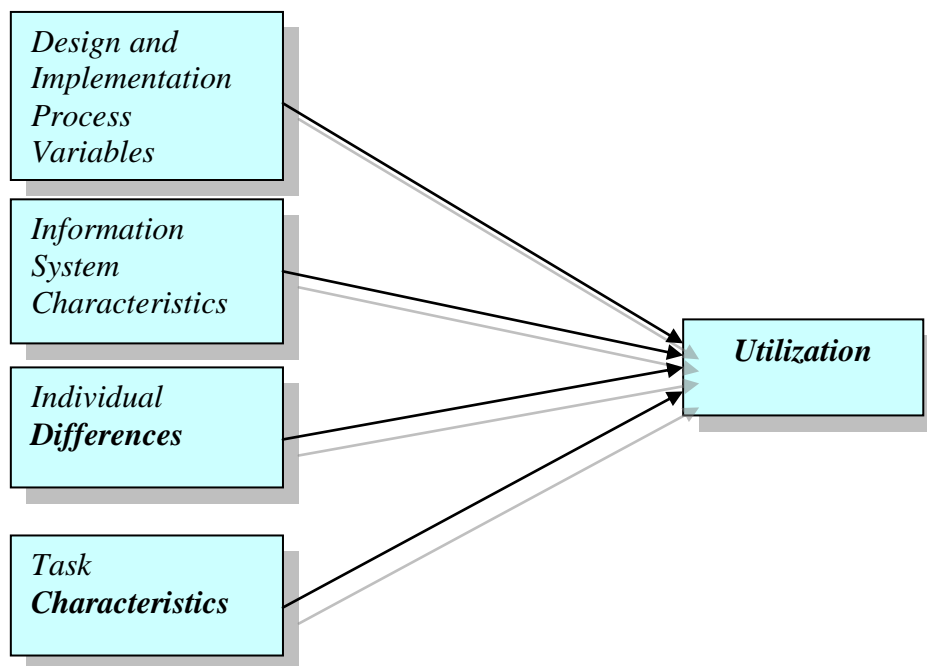 Design and
Implementation
Process
Variables
Information
System
Characteristics
Individual
Differences
Task
Characteristics
Utilization